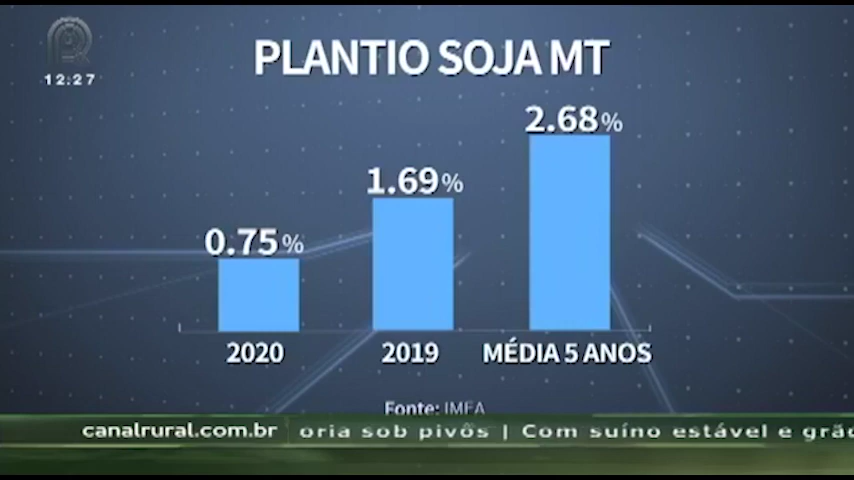 12:27
PLANTIO SOJA MT
2.68%
1.69%
0.75%
2020 2019 MÉDIA 5 ANOS
Fonte: IMEA
canalrural.com.br oria sob pivôs | Com suíno estável e grão